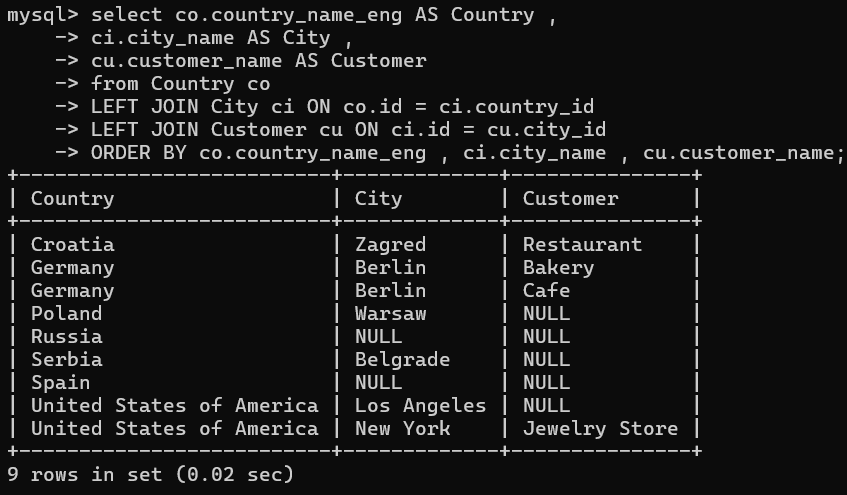 mysql> select co.country_name_eng AS Country ,
    -> ci.city_name AS City ,
    -> cu.customer_name AS Customer
    -> from Country co
    -> LEFT JOIN City ci ON co.id = ci.country_id
    -> LEFT JOIN Customer cu ON ci.id = cu.city_id
    -> ORDER BY co.country_name_eng , ci.city_name , cu.customer_name;
+--------------------------+-------------+---------------+
| Country                  | City        | Customer      |
+--------------------------+-------------+---------------+
| Croatia                  | Zagred      | Restaurant    |
| Germany                  | Berlin      | Bakery        |
| Germany                  | Berlin      | Cafe          |
| Poland                   | Warsaw      | NULL          |
| Russia                   | NULL        | NULL          |
| Serbia                   | Belgrade    | NULL          |
| Spain                    | NULL        | NULL          |
| United States of America | Los Angeles | NULL          |
| United States of America | New York    | Jewelry Store |
+--------------------------+-------------+---------------+
9 rows in set (0.02 sec)